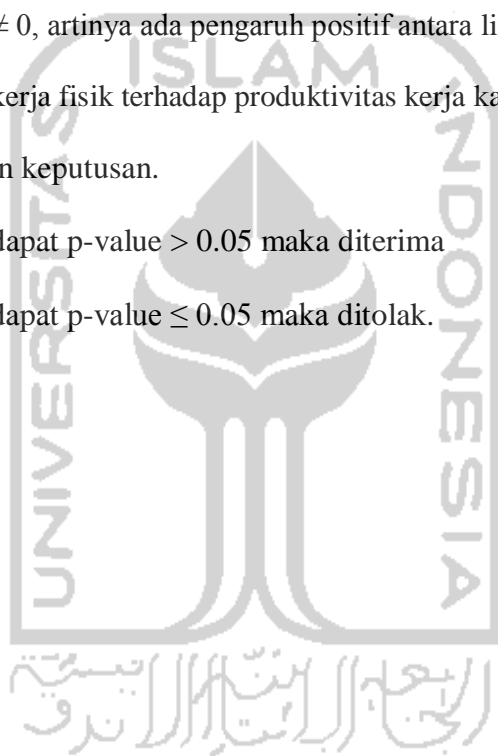 ≠ 0, artinya ada pengaruh positif antara li
kerja fisik terhadap produktivitas kerja ka
n keputusan.
dapat p-value > 0.05 maka diterima
dapat p-value ≤ 0.05 maka ditolak.
ISLAM
UNIVERSITAS
INDONESIA